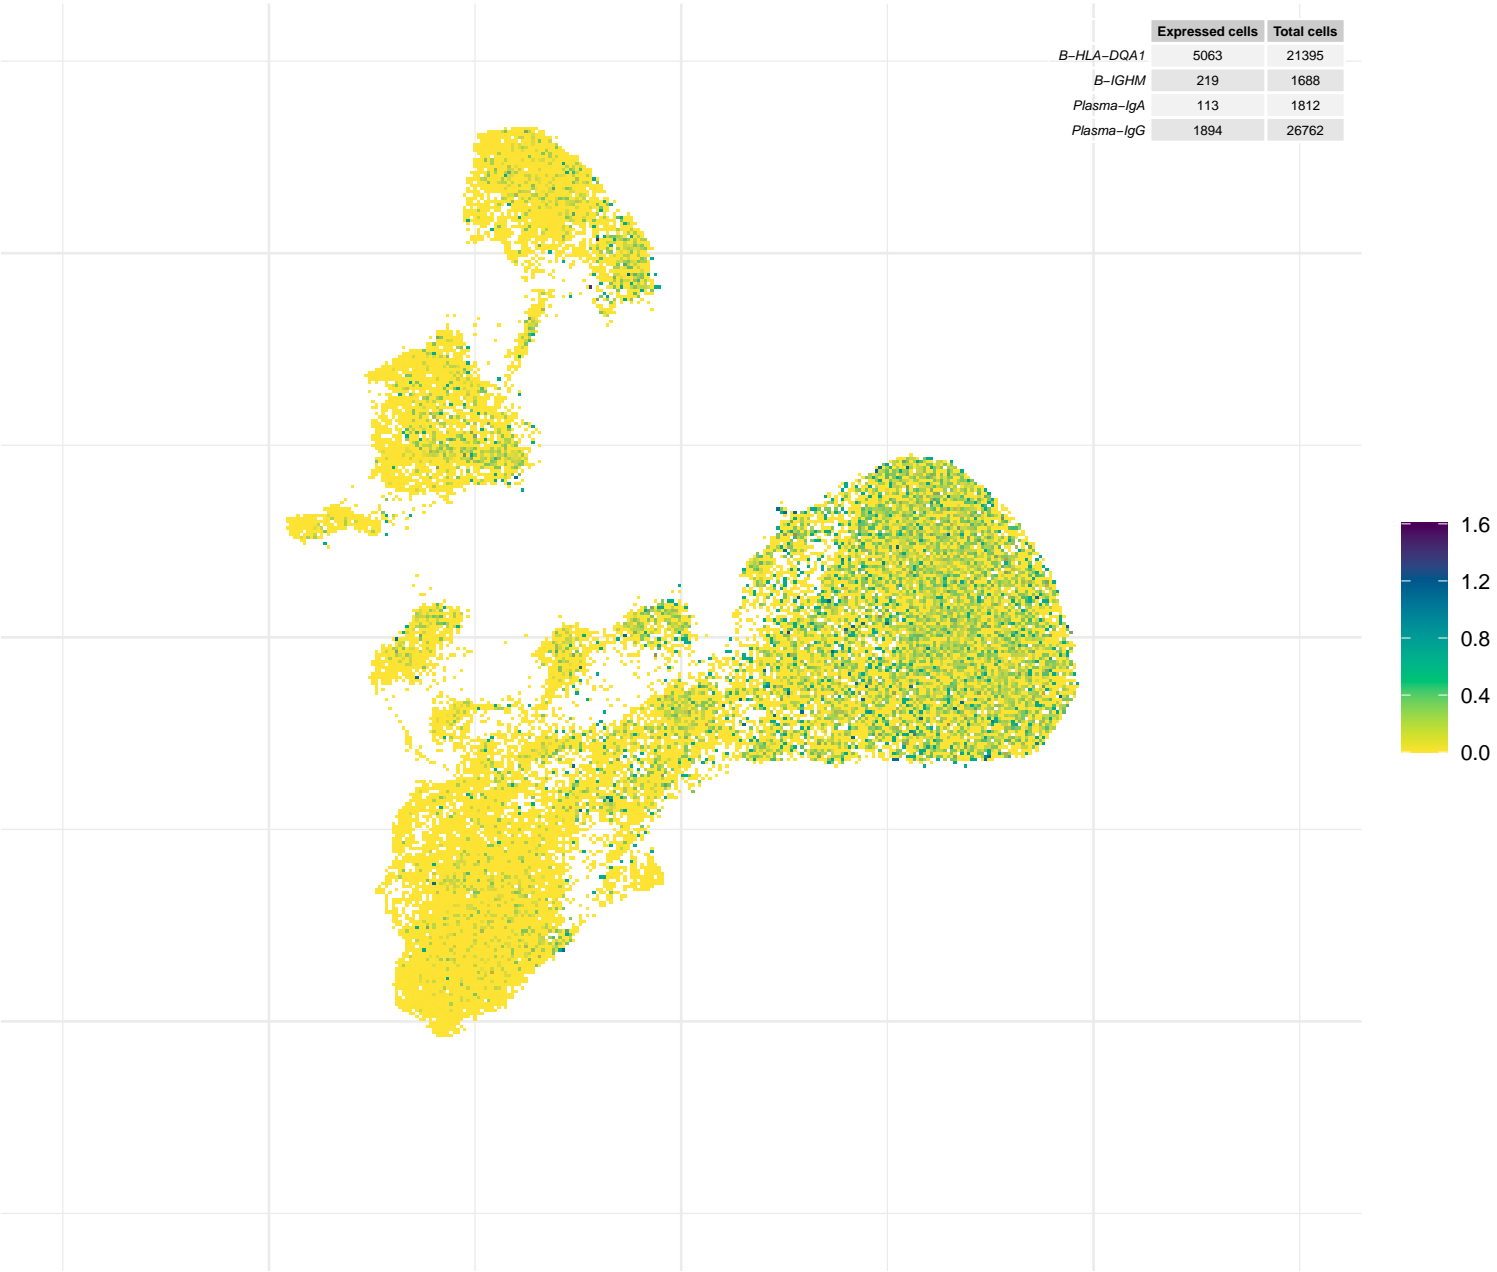 Expressed cells Total cells
B−HLA−DQA1 5063 21395
B−IGHM 219 1688
Plasma−IgA 113 1812
Plasma−IgG 1894 26762
1.6
1.2
0.8
0.4
0.0